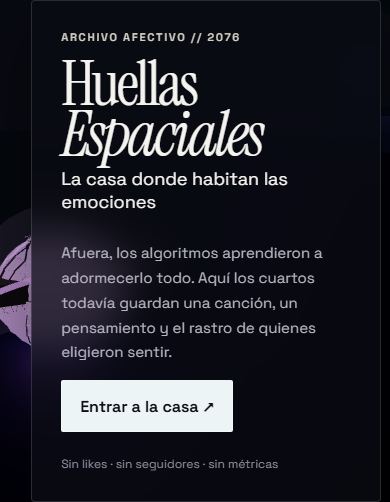 ARCHIVO AFECTIVO // 2076
Huellas
Espaciales
La casa donde habitan las
emociones
Afuera, los algoritmos aprendieron a
adormecerlo todo. Aquí los cuartos
todavía guardan una canción, un
pensamiento y el rastro de quienes
eligieron sentir.
Entrar a la casa ↗
Sin likes · sin seguidores · sin métricas